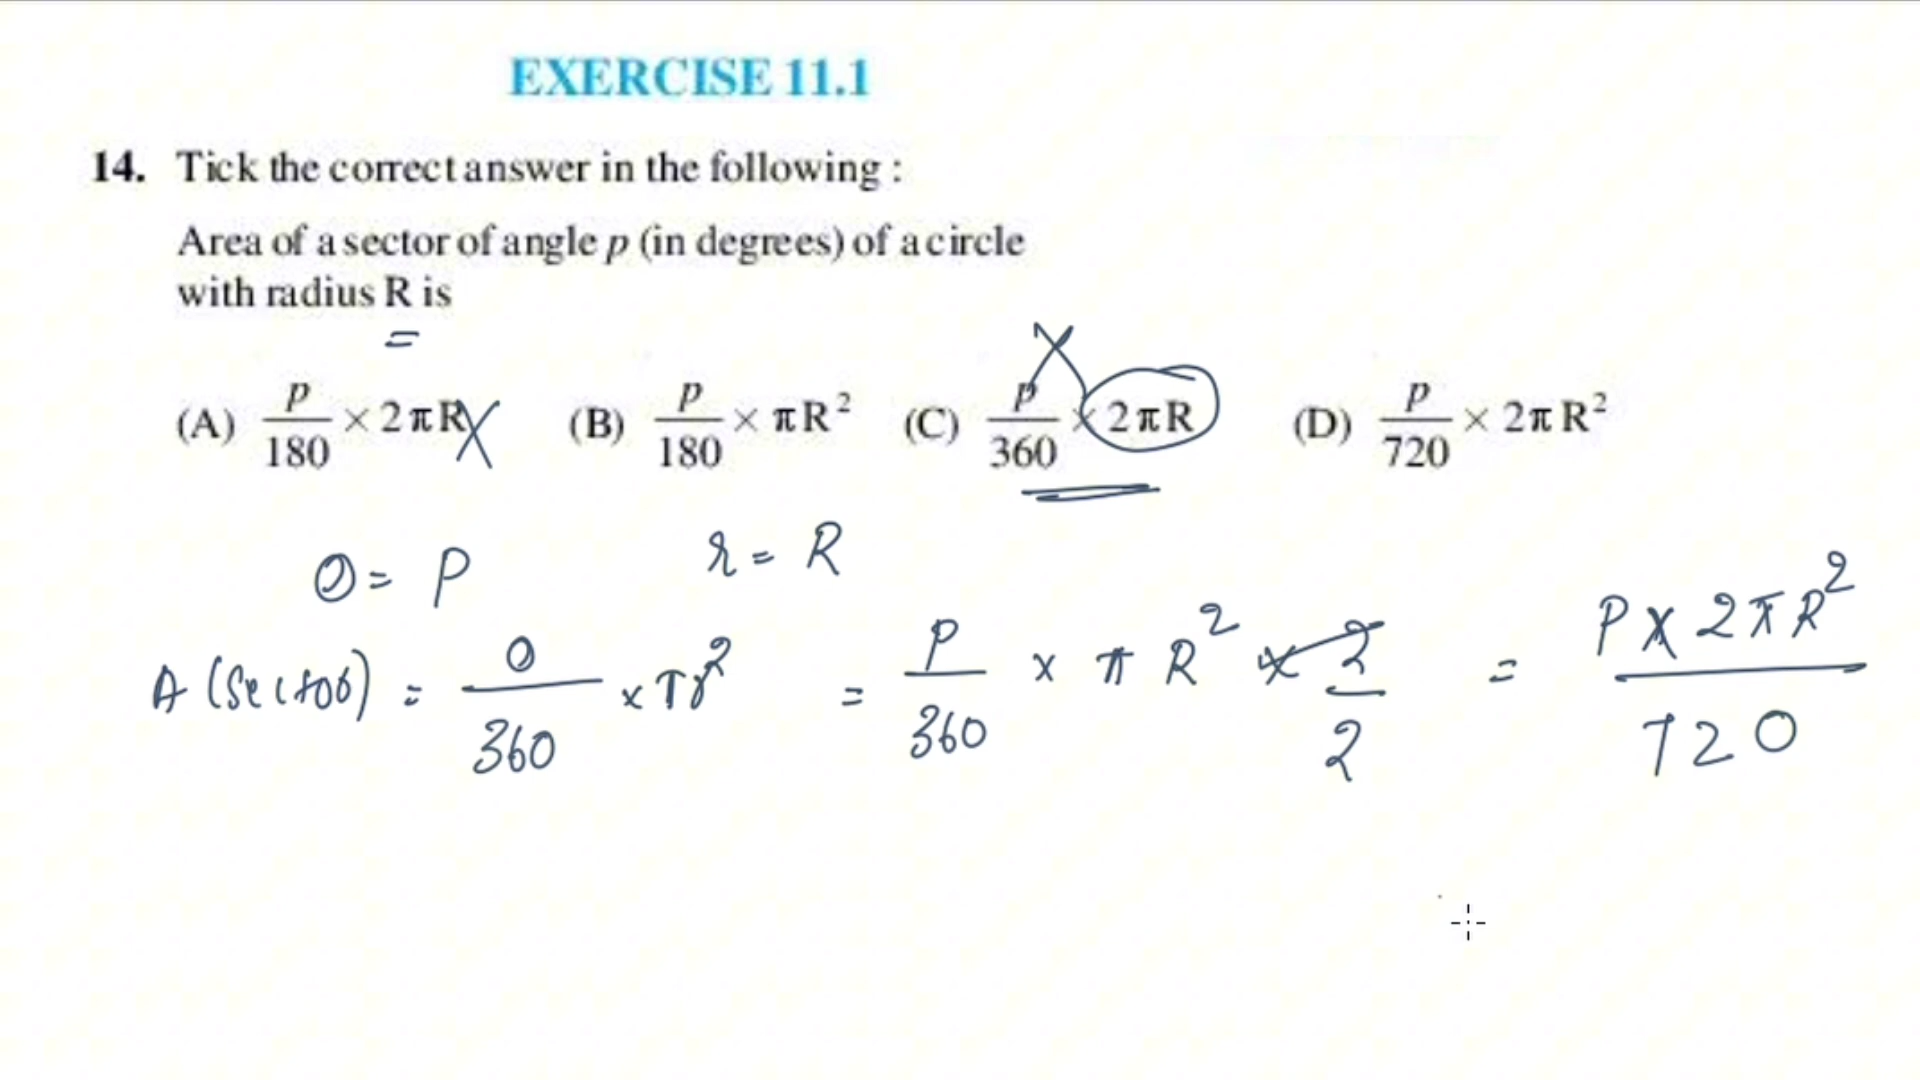 EXERCISE 11.1
14. Tick the correct answer in the following :
Area of a sector of angle p (in degrees) of a circle
with radius R is
=
(A) p/180 × 2πR X (B) p/180 × πR² (C) p/360 × 2πR X (D) p/720 × 2πR²
θ = P r = R
A (Sector) = θ/360 × πr² = P/360 × πR² × 2/2 = P × 2πR²/720